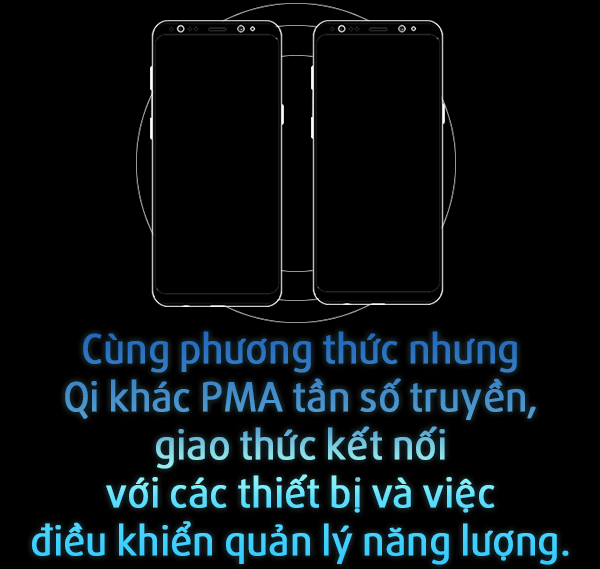 Cùng phương thức nhưng
Qi khác PMA tần số truyền,
giao thức kết nối
với các thiết bị và việc
điều khiển quản lý năng lượng.